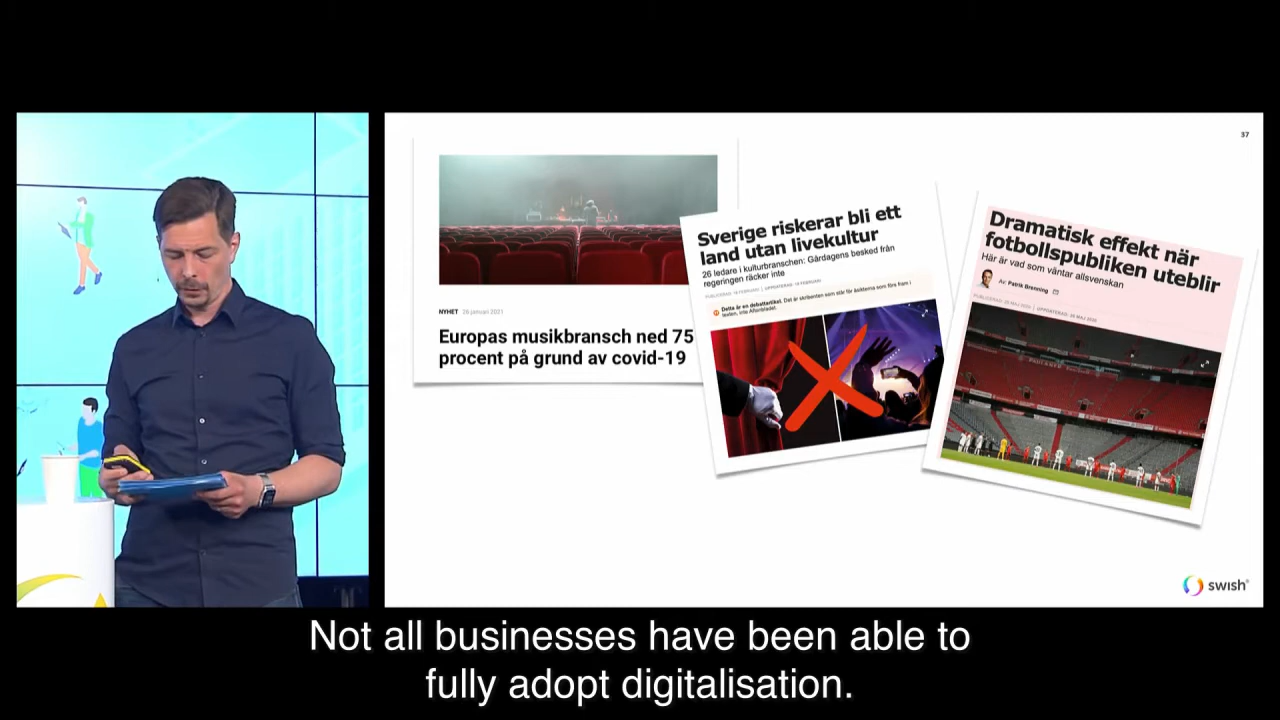 37
NYHET 26 januari 2021
Europas musikbransch ned 75
procent på grund av covid-19
Sverige riskerar bli ett
land utan livekultur
26 ledare i kulturbranschen: Gårdagens besked från
regeringen räcker inte
Detta är en debattartikel. Det är skribenten som står för åsikterna som förs fram i
texten, inte Aftonbladet.
Dramatisk effekt när
fotbollspubliken uteblir
Här är vad som väntar allsvenskan
Av: Patrik Brenning
swish
Not all businesses have been able to
fully adopt digitalisation.